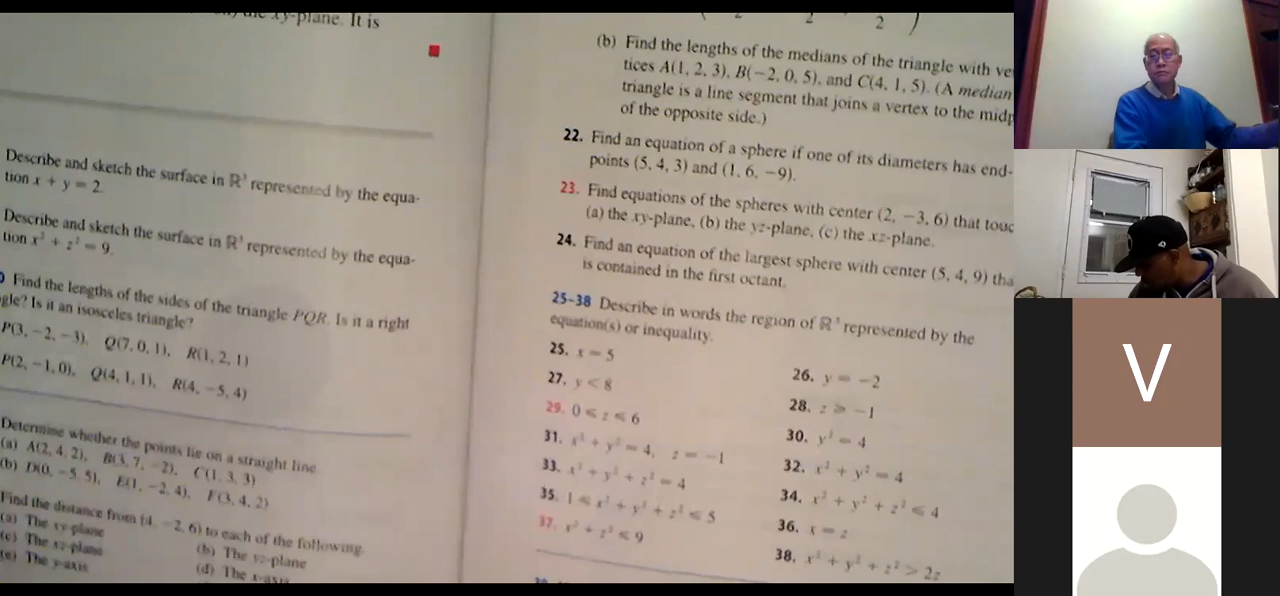 xy-plane. It is
Describe and sketch the surface in ℝ³ represented by the equa-
tion x + y = 2.
Describe and sketch the surface in ℝ³ represented by the equa-
tion x² + z² = 9.
Find the lengths of the sides of the triangle PQR. Is it a right
gle? Is it an isosceles triangle?
P(3, −2, −3), Q(7, 0, 1), R(1, 2, 1)
P(2, −1, 0), Q(4, 1, 1), R(4, −5, 4)
Determine whether the points lie on a straight line.
(a) A(2, 4, 2), B(3, 7, −2), C(1, 3, 3)
(b) D(0, −5, 5), E(1, −2, 4), F(3, 4, 2)
Find the distance from (4, −2, 6) to each of the following.
(a) The xy-plane (b) The yz-plane
(c) The xz-plane (d) The x-axis
(e) The y-axis
2 2 2 )
(b) Find the lengths of the medians of the triangle with ve
tices A(1, 2, 3), B(−2, 0, 5), and C(4, 1, 5). (A median
triangle is a line segment that joins a vertex to the midp
of the opposite side.)
22. Find an equation of a sphere if one of its diameters has end-
points (5, 4, 3) and (1, 6, −9).
23. Find equations of the spheres with center (2, −3, 6) that touc
(a) the xy-plane, (b) the yz-plane, (c) the xz-plane.
24. Find an equation of the largest sphere with center (5, 4, 9) tha
is contained in the first octant.
25–38 Describe in words the region of ℝ³ represented by the
equation(s) or inequality.
25. x = 5 26. y = −2
27. y < 8 28. z ≥ −1
29. 0 ≤ z ≤ 6 30. y² = 4
31. x² + y² = 4, z = −1 32. x² + y² = 4
33. x² + y² + z² = 4 34. x² + y² + z² ≤ 4
35. 1 ≤ x² + y² + z² ≤ 5 36. x = z
37. x² + z² ≤ 9 38. x² + y² + z² > 2z
V